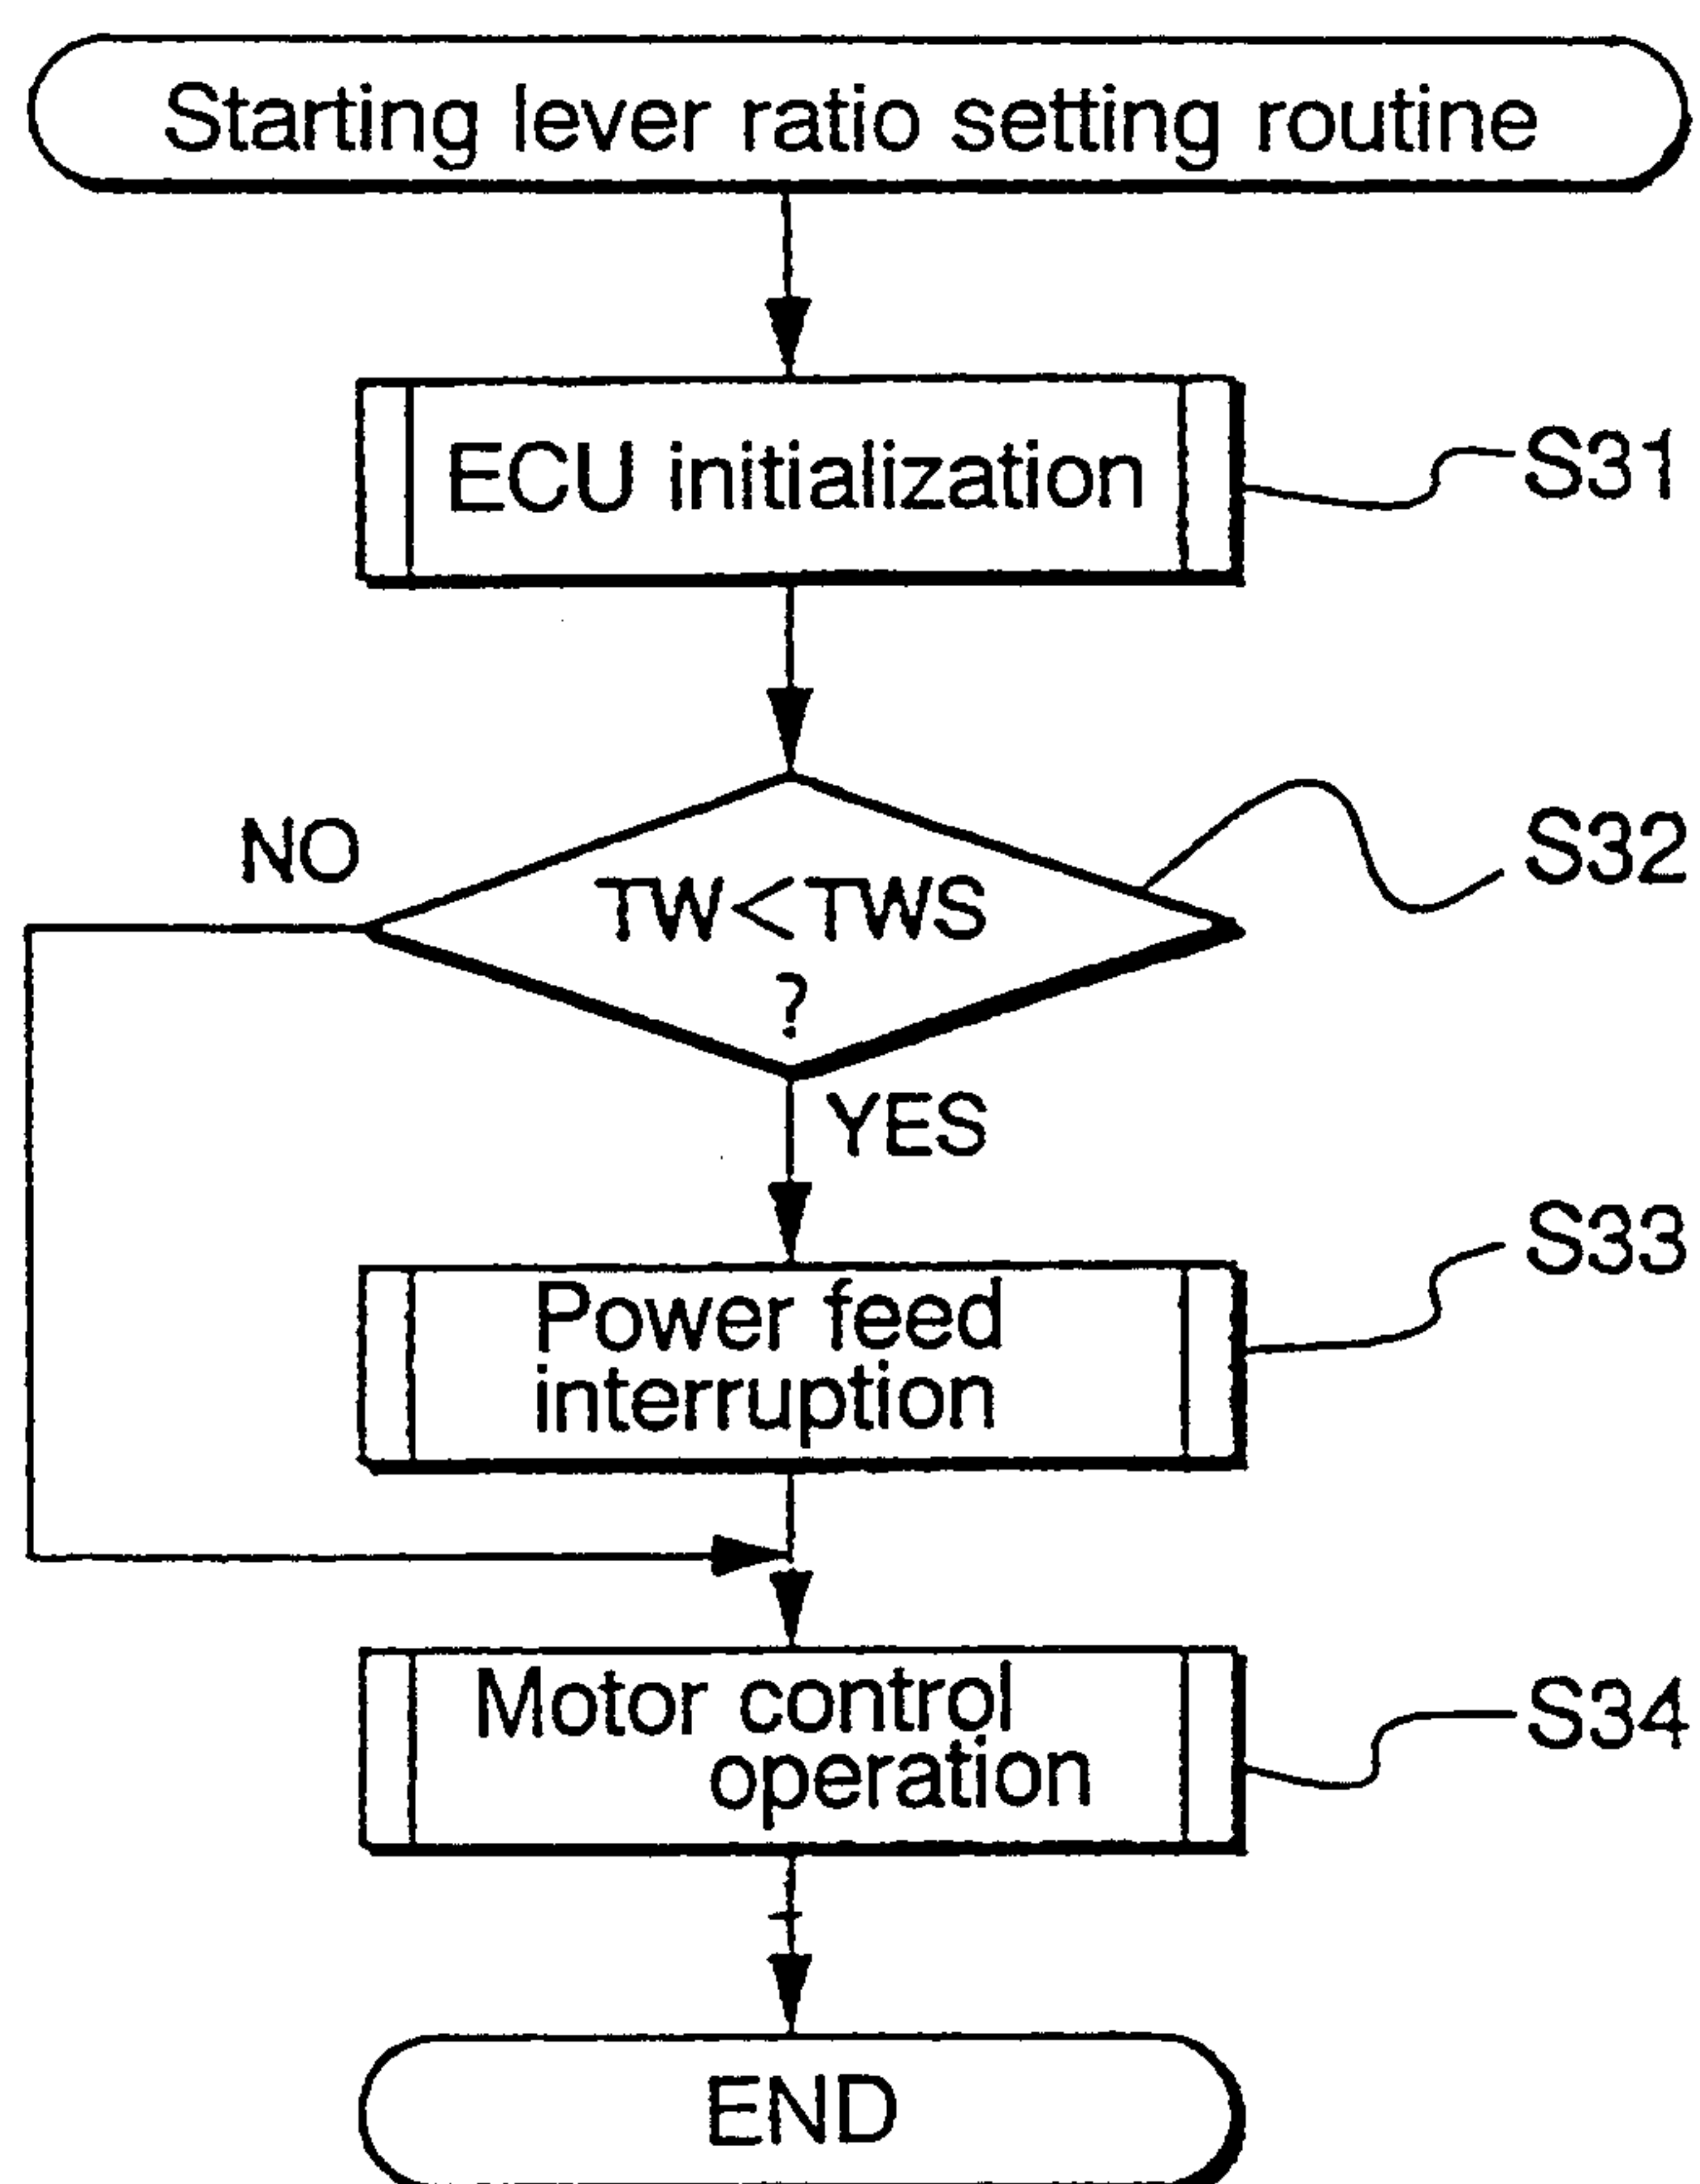 Starting lever ratio setting routine
ECU initialization
S31
NO
TW<TWS
?
S32
YES
Power feed
interruption
S33
Motor control
operation
S34
END